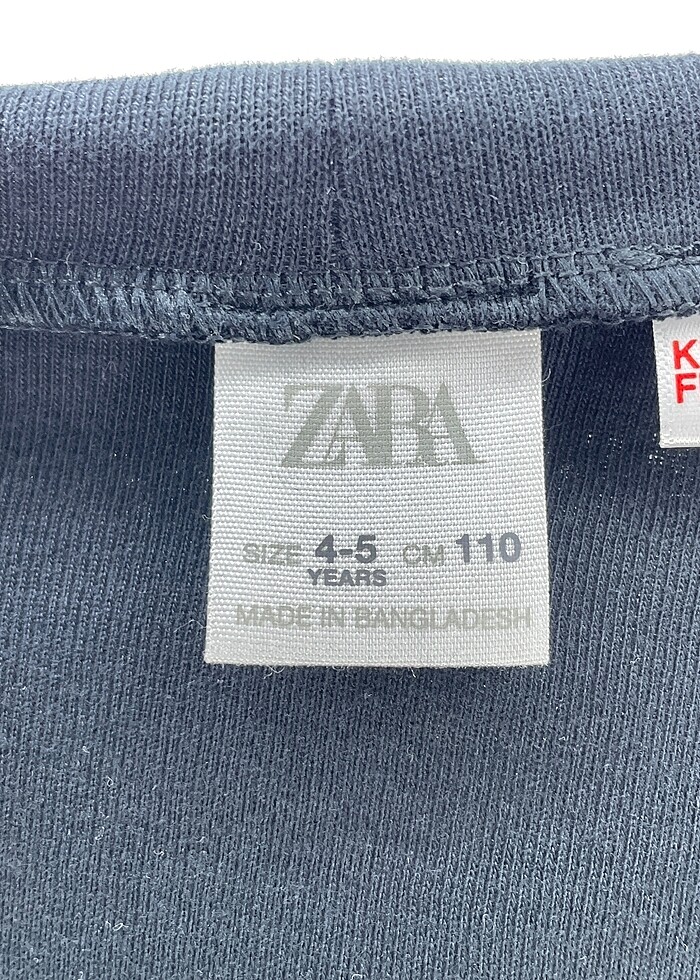 ZARA
SIZE 4-5 CM 110
YEARS
MADE IN BANGLADESH